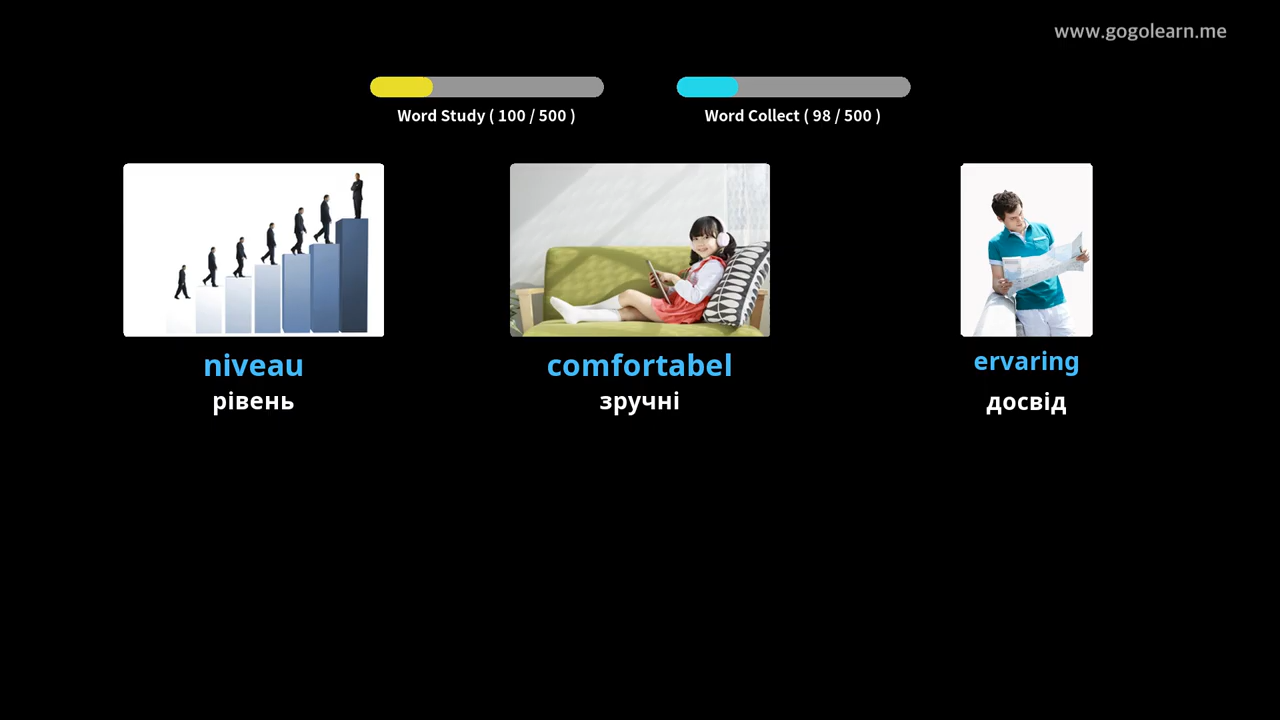 www.gogolearn.me
Word Study ( 100 / 500 )
Word Collect ( 98 / 500 )
niveau
рівень
comfortabel
зручні
ervaring
досвід